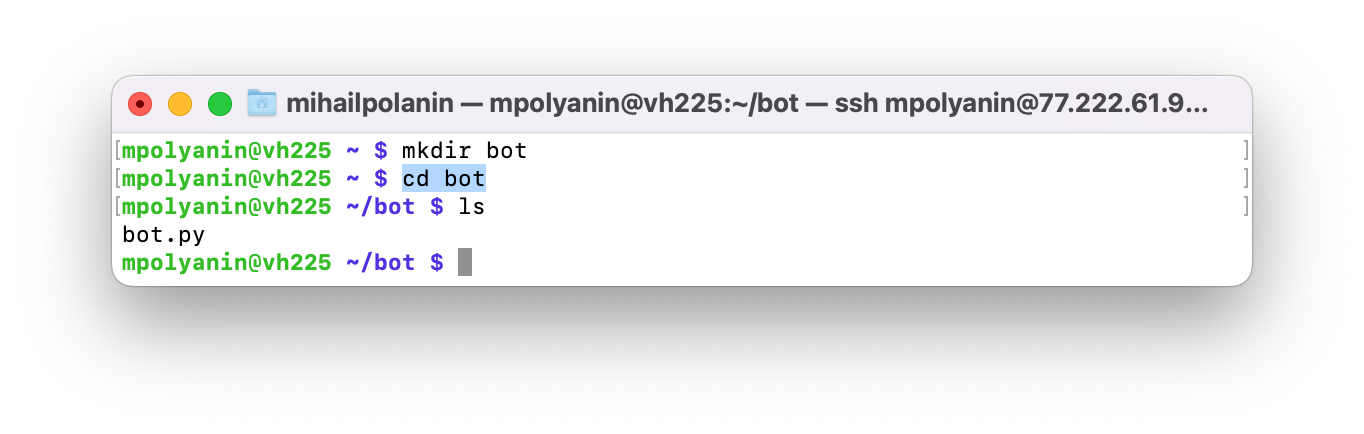 mihailpolanin — mpolyanin@vh225:~/bot — ssh mpolyanin@77.222.61.9...
[mpolyanin@vh225 ~ $ mkdir bot ]
[mpolyanin@vh225 ~ $ cd bot ]
[mpolyanin@vh225 ~/bot $ ls ]
bot.py
mpolyanin@vh225 ~/bot $